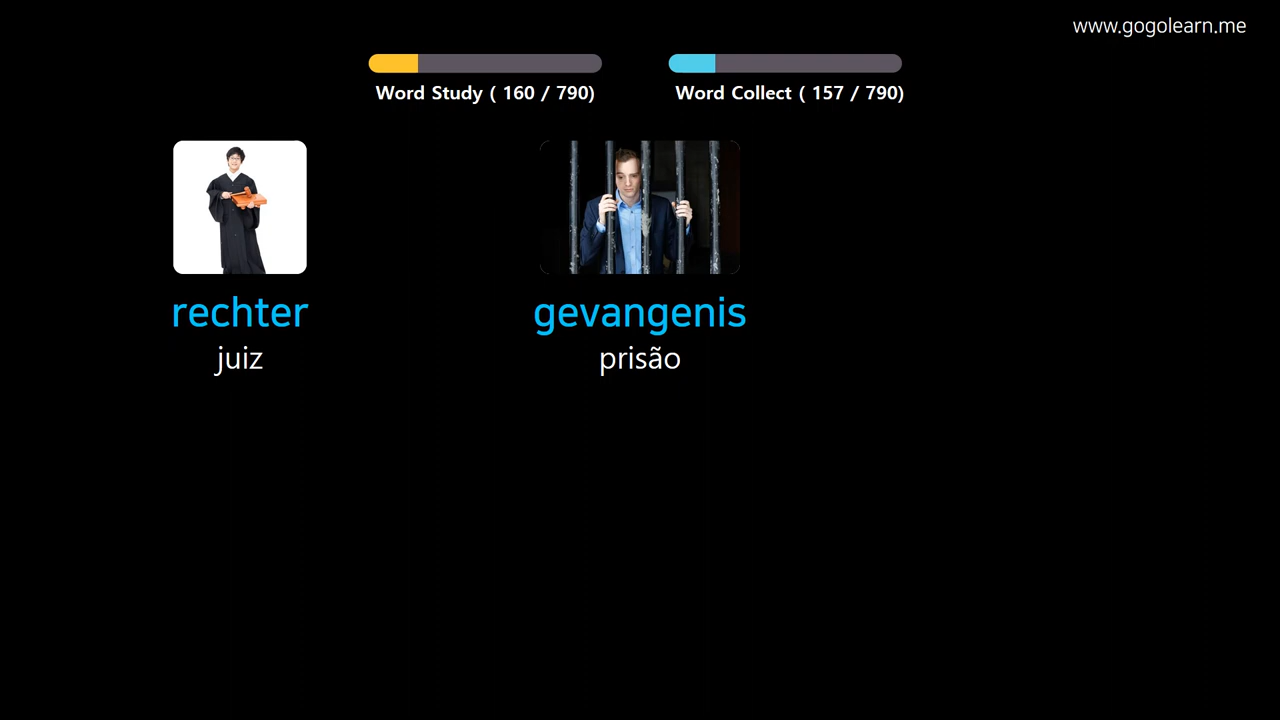 www.gogolearn.me
Word Study ( 160 / 790)
Word Collect ( 157 / 790)
rechter
gevangenis
juiz
prisão